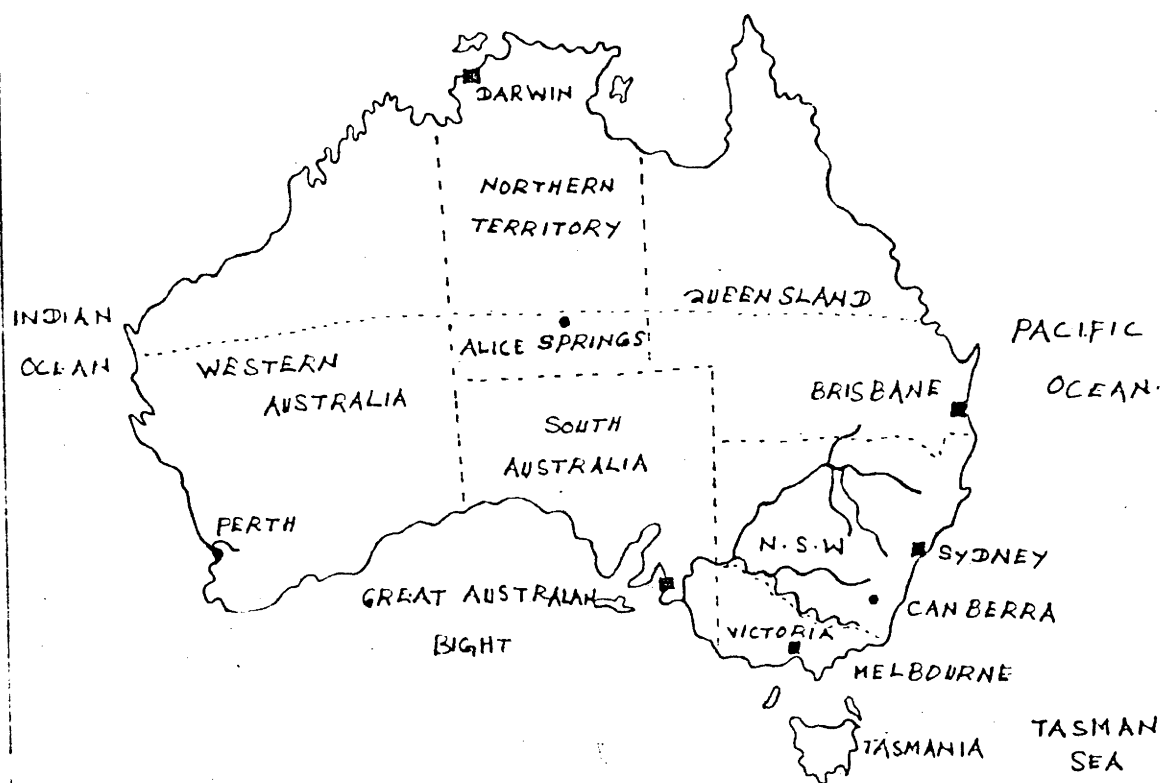 DARWIN
NORTHERN
TERRITORY
QUEENSLAND
INDIAN
OCEAN
PACIFIC
OCEAN.
ALICE SPRINGS
WESTERN
AUSTRALIA
BRISBANE
SOUTH
AUSTRALIA
PERTH
N.S.W
SYDNEY
GREAT AUSTRALAN
BIGHT
CANBERRA
VICTORIA
MELBOURNE
TASMANIA
TASMAN
SEA